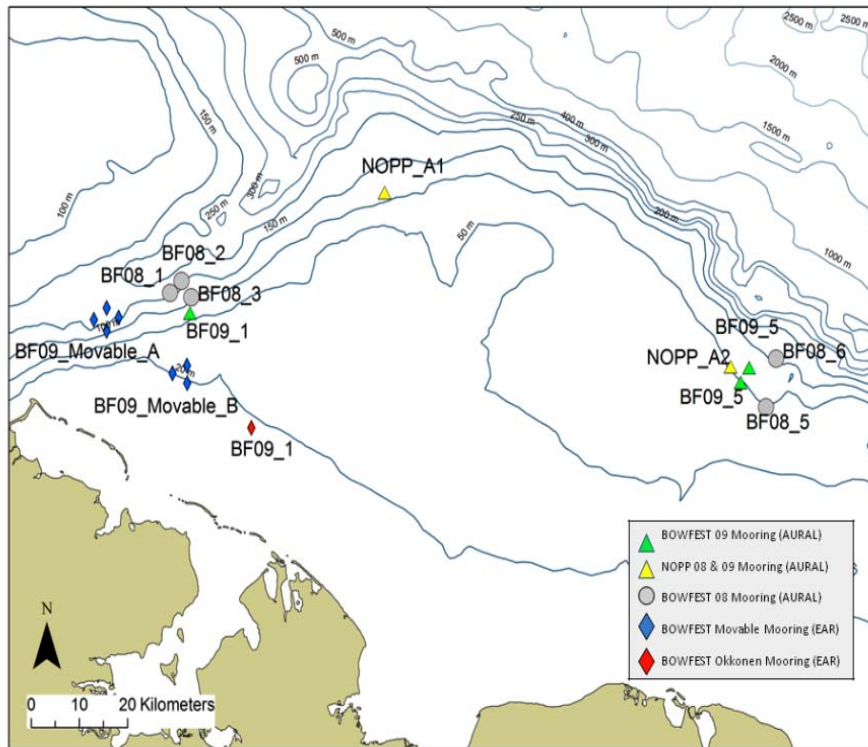 500 m
2500 m
2500 m
500 m
2000 m
150 m
400 m
250 m
300 m
1500 m
NOPP_A1
300 m
100 m
250 m
150 m
200 m
50 m
BF08_2
1000 m
BF08_1
BF08_3
100 m
BF09_1
BF09_5
BF08_6
BF09_Movable_A
NOPP_A2
20 m
BF09_5
BF09_Movable_B
BF08_5
BF09_1
BOWFEST 09 Mooring (AURAL)
NOPP 08 & 09 Mooring (AURAL)
BOWFEST 08 Mooring (AURAL)
BOWFEST Movable Mooring (EAR)
BOWFEST Okkonen Mooring (EAR)
N
0 10 20 Kilometers